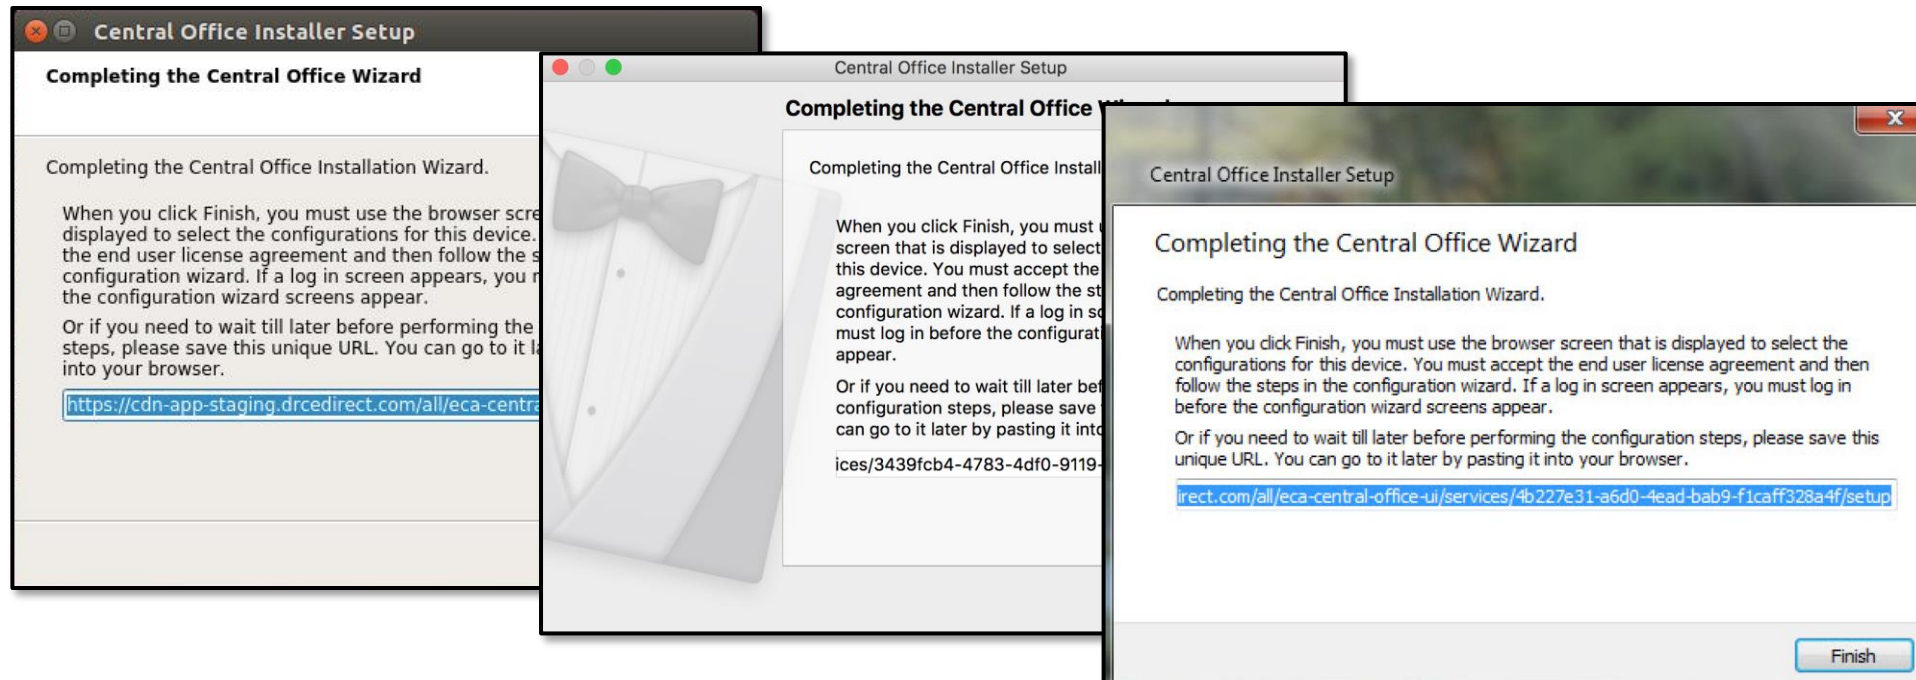 Central Office Installer Setup
Completing the Central Office Wizard
Completing the Central Office Installation Wizard.
When you click Finish, you must use the browser scre
displayed to select the configurations for this device.
the end user license agreement and then follow the s
configuration wizard. If a log in screen appears, you
the configuration wizard screens appear.
Or if you need to wait till later before performing the
steps, please save this unique URL. You can go to it
into your browser.
https://cdn-app-staging.drcedirect.com/all/eca-centra
Central Office Installer Setup
Completing the Central Office
Completing the Central Office Install
When you click Finish, you must
screen that is displayed to select
this device. You must accept the
agreement and then follow the st
configuration wizard. If a log in sc
must log in before the configurati
appear.
Or if you need to wait till later bef
configuration steps, please save
can go to it later by pasting it into
ices/3439fcb4-4783-4df0-9119-
Central Office Installer Setup
Completing the Central Office Wizard
Completing the Central Office Installation Wizard.
When you click Finish, you must use the browser screen that is displayed to select the
configurations for this device. You must accept the end user license agreement and then
follow the steps in the configuration wizard. If a log in screen appears, you must log in
before the configuration wizard screens appear.
Or if you need to wait till later before performing the configuration steps, please save this
unique URL. You can go to it later by pasting it into your browser.
irect.com/all/eca-central-office-ui/services/4b227e31-a6d0-4ead-bab9-f1caff328a4f/setup
Finish